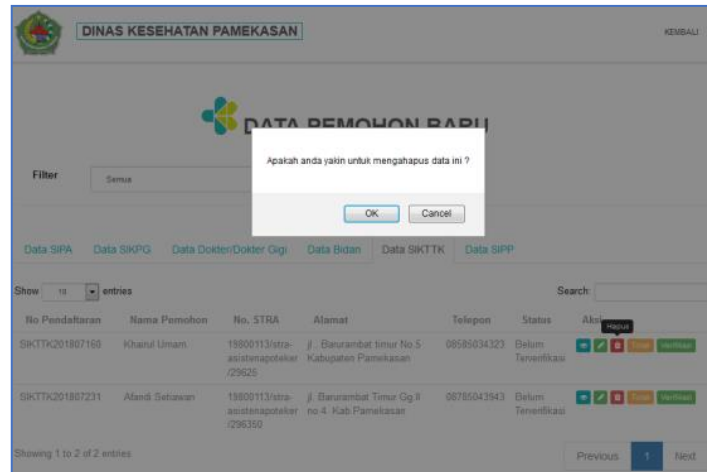 DINAS KESEHATAN PAMEKASAN
KEMBALI
DATA PEMOHON BARU
Apakah anda yakin untuk mengahapus data ini ?
OK Cancel
Filter
Semua
Data SIPA Data SIKPG Data Dokter/Dokter Gigi Data Bidan Data SIKTTK Data SIPP
Show 10 entries Search:
No Pendaftaran Nama Pemohon No. STRA Alamat Telepon Status Aksi
Hapus
SIKTTK201807160 Khairul Umam 19800113/stra- jl.. Barurambat timur No.5 08585034323 Belum Tolak Verifikasi
asistenapoteker Kabupaten Pamekasan Terverifikasi
/29625
SIKTTK201807231 Afandi Setiawan 19800113/stra- jl. Barurambat Timur Gg.II 08785043943 Belum Tolak Verifikasi
asistenapoteker no.4 Kab.Pamekasan Terverifikasi
/296350
Showing 1 to 2 of 2 entries
Previous 1 Next